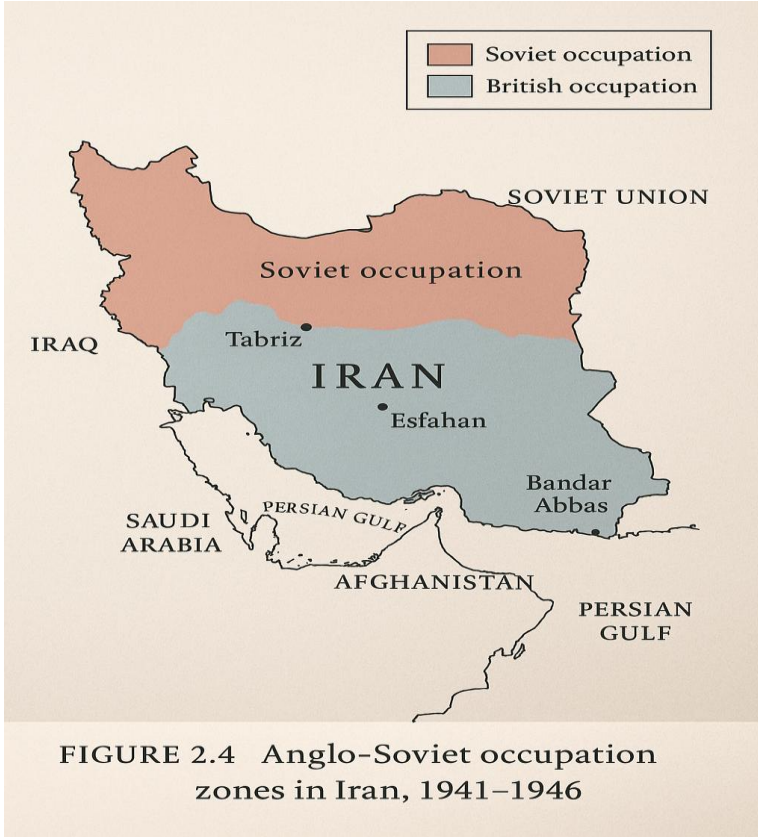 Soviet occupation
British occupation
SOVIET UNION
Soviet occupation
IRAQ
Tabriz
IRAN
Esfahan
Bandar
Abbas
PERSIAN GULF
SAUDI
ARABIA
AFGHANISTAN
PERSIAN
GULF
FIGURE 2.4 Anglo-Soviet occupation
zones in Iran, 1941–1946